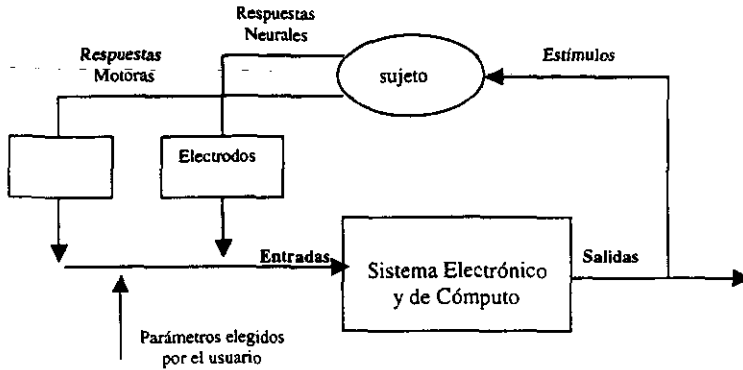 Respuestas
Neurales
Respuestas
Motoras
sujeto
Estímulos
Electrodos
Entradas
Sistema Electrónico
y de Cómputo
Salidas
Parámetros elegidos
por el usuario